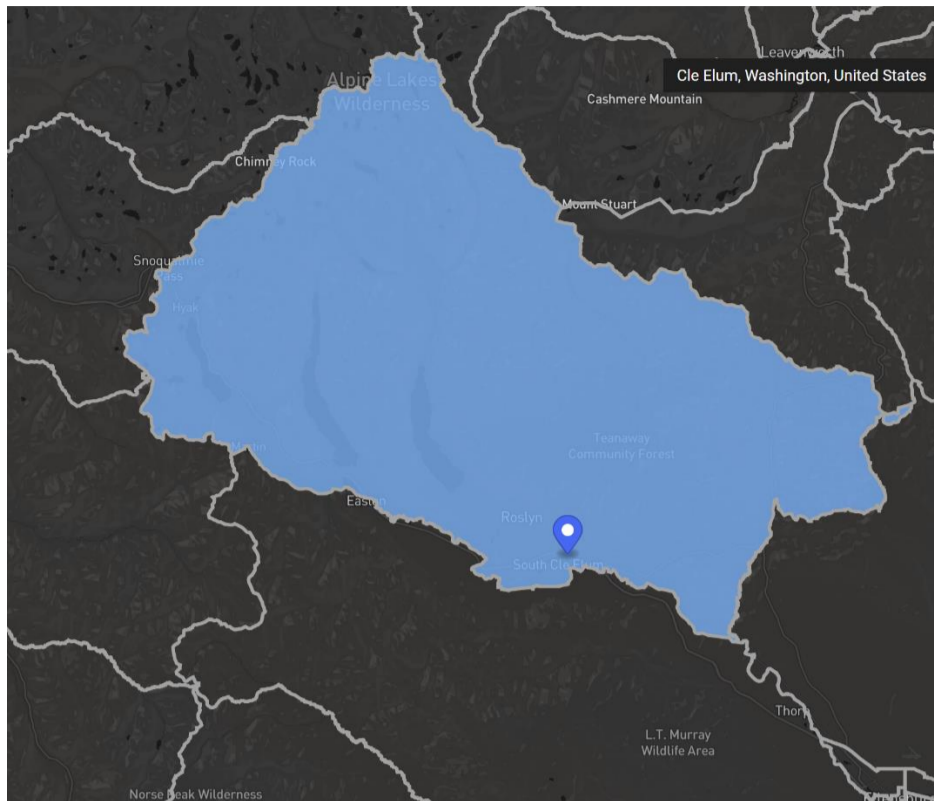 Leavenworth
Cle Elum, Washington, United States
Alpine Lakes
Wilderness
Cashmere Mountain
Chimney Rock
Mount Stuart
Snoqualmie
Pass
Hyak
Martin
Teanaway
Community Forest
Easton
Roslyn
South Cle Elum
Thorp
L.T. Murray
Wildlife Area
Norse Peak Wilderness